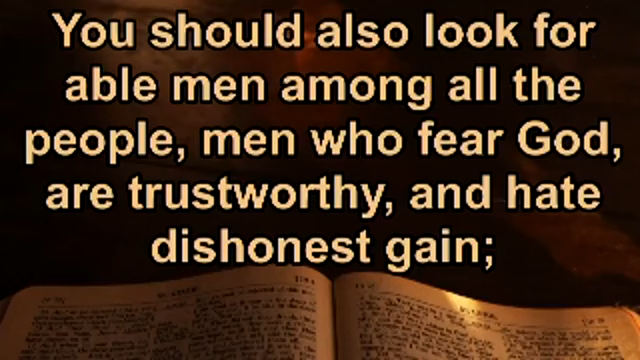 You should also look for
able men among all the
people, men who fear God,
are trustworthy, and hate
dishonest gain;